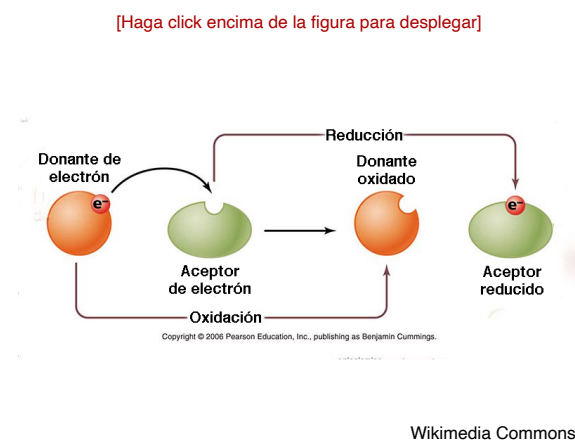 [Haga click encima de la figura para desplegar]
Reducción
Donante de
electrón
Donante
oxidado
e-
e-
Aceptor
de electrón
Aceptor
reducido
Oxidación
Copyright © 2006 Pearson Education, Inc., publishing as Benjamin Cummings.
Wikimedia Commons